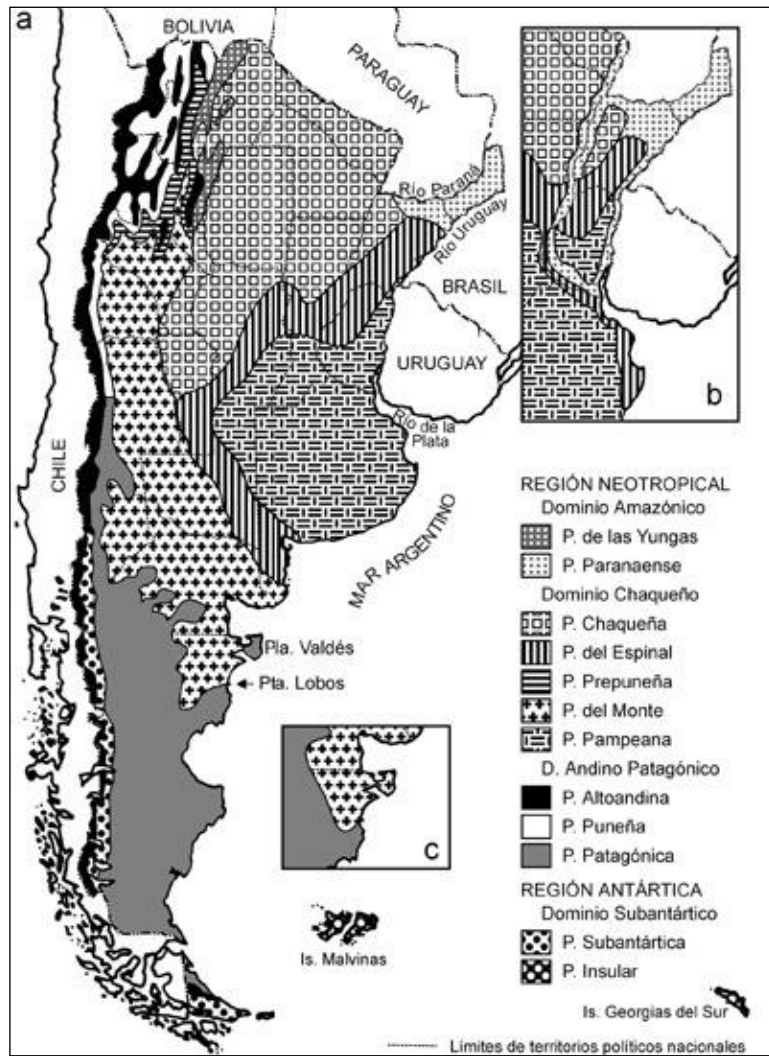 a
BOLIVIA
PARAGUAY
Río Paraná
Río Uruguay
BRASIL
URUGUAY
Río de la
Plata
CHILE
MAR ARGENTINO
Pla. Valdés
Pta. Lobos
b
c
Is. Malvinas
REGIÓN NEOTROPICAL
Dominio Amazónico
P. de las Yungas
P. Paranaense
Dominio Chaqueño
P. Chaqueña
P. del Espinal
P. Prepuneña
P. del Monte
P. Pampeana
D. Andino Patagónico
P. Altoandina
P. Puneña
P. Patagónica
REGIÓN ANTÁRTICA
Dominio Subantártico
P. Subantártica
P. Insular
Is. Georgias del Sur
Límites de territorios políticos nacionales